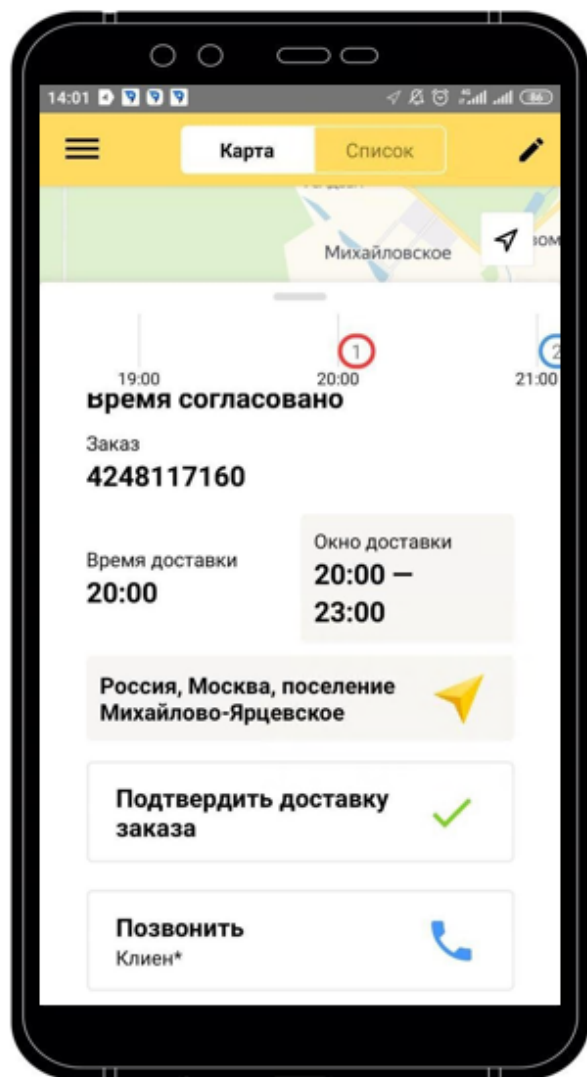 14:01
86
Карта
Список
Михайловское
1
2
19:00
20:00
21:00
Время согласовано
Заказ
4248117160
Время доставки
20:00
Окно доставки
20:00 —
23:00
Россия, Москва, поселение
Михайлово-Ярцевское
Подтвердить доставку
заказа
Позвонить
Клиен*